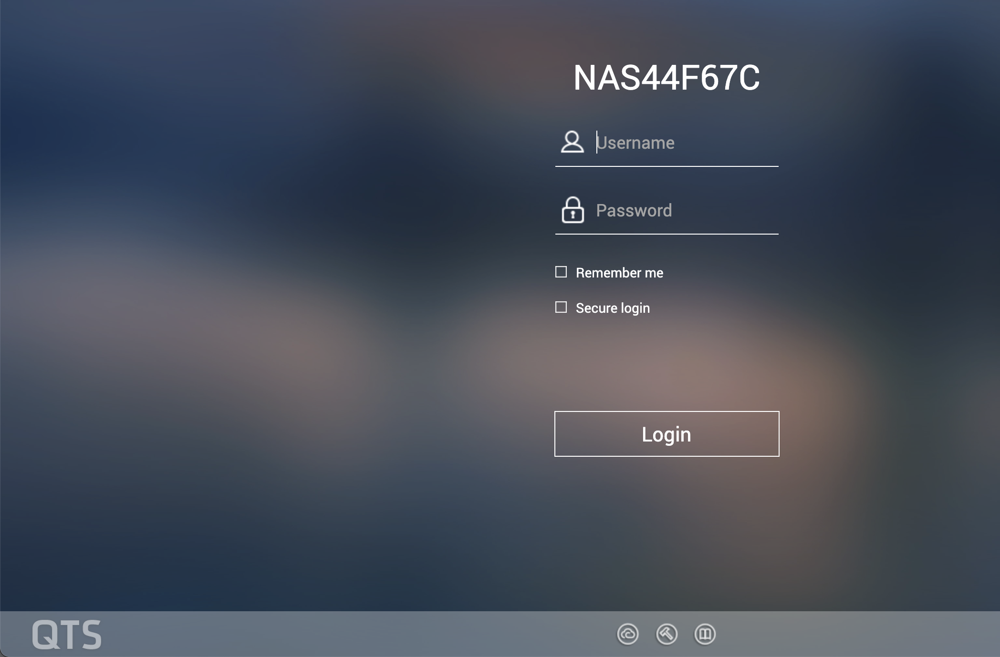 NAS44F67C
Username
Password
Remember me
Secure login
Login
QTS